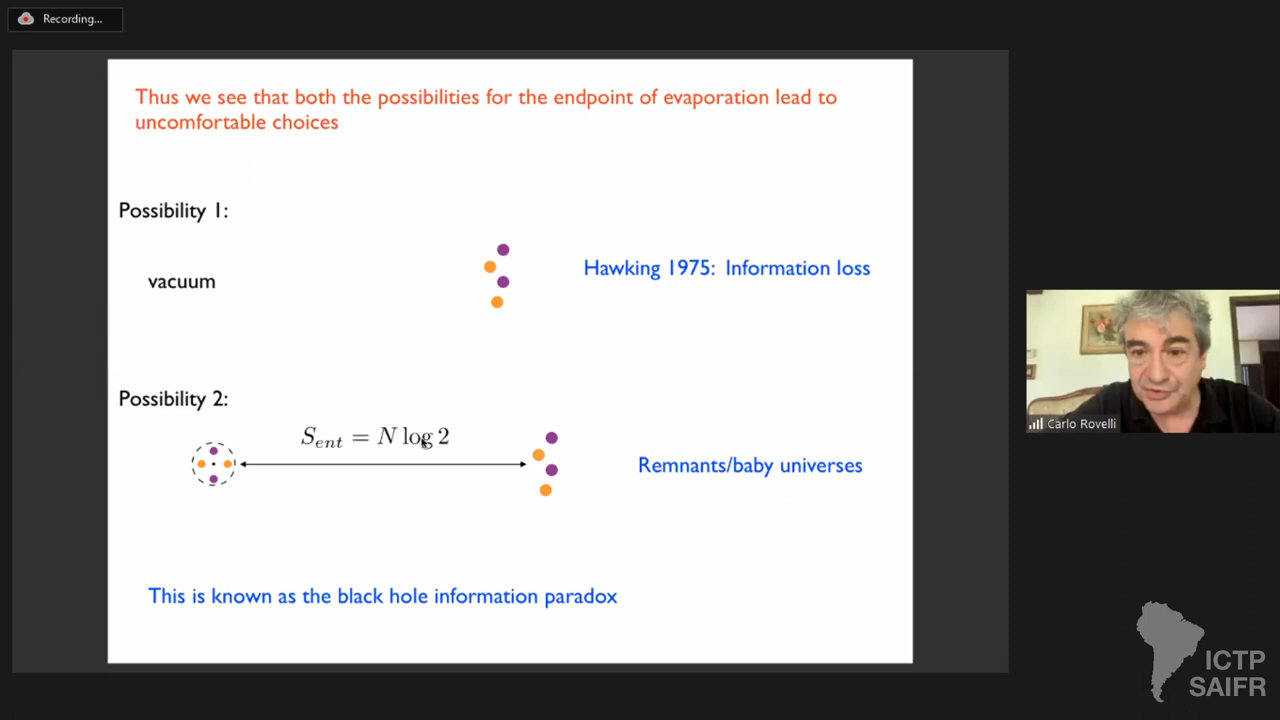 Recording...
Thus we see that both the possibilities for the endpoint of evaporation lead to
uncomfortable choices
Possibility 1:
vacuum
Hawking 1975: Information loss
Possibility 2:
S_{ent} = N log 2
Remnants/baby universes
This is known as the black hole information paradox
Carlo Rovelli
ICTP
SAIFR